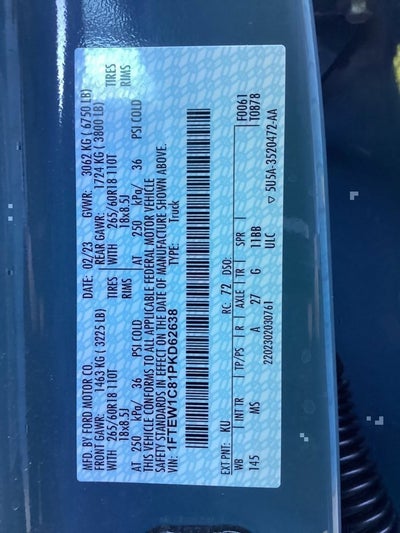 MFD. BY FORD MOTOR CO.
DATE: 02/23 GVWR: 3062 KG ( 6750 LB)
FRONT GAWR: 1463 KG ( 3225 LB) REAR GAWR: 1724 KG ( 3800 LB)
WITH 265/60R18 110T TIRES WITH 265/60R18 110T TIRES
18x8.5J RIMS 18x8.5J RIMS
AT 250 kPa/ 36 PSI COLD AT 250 kPa/ 36 PSI COLD
THIS VEHICLE CONFORMS TO ALL APPLICABLE FEDERAL MOTOR VEHICLE
SAFETY STANDARDS IN EFFECT ON THE DATE OF MANUFACTURE SHOWN ABOVE.
VIN: 1FTEW1C81PKD62638 TYPE: Truck
F0061
T0878
EXT PNT: KU RC: 72 DSO:
WB INT TR TP/PS R AXLE TR SPR
145 MS A 27 G 11BB
2202302030761 ULC
▽ 5U5A-3520472-AA